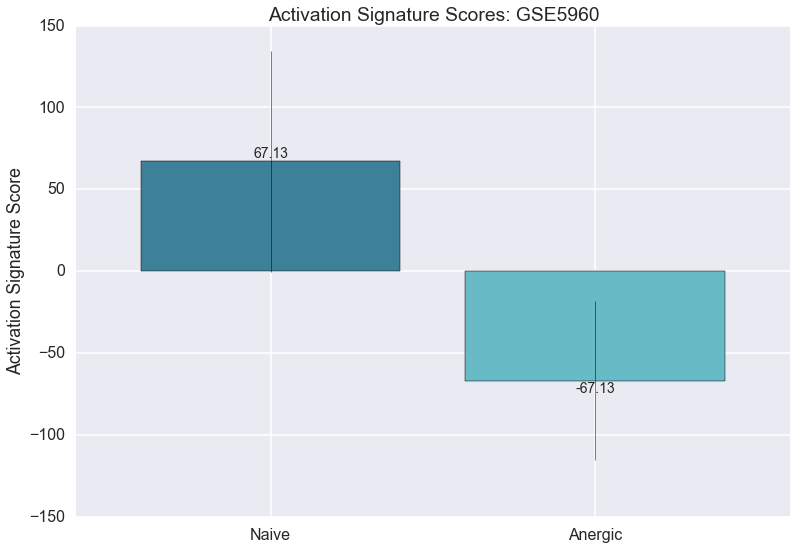 Activation Signature Scores: GSE5960
Activation Signature Score
150
100
50
0
−50
−100
−150
67.13
-67.13
Naive
Anergic